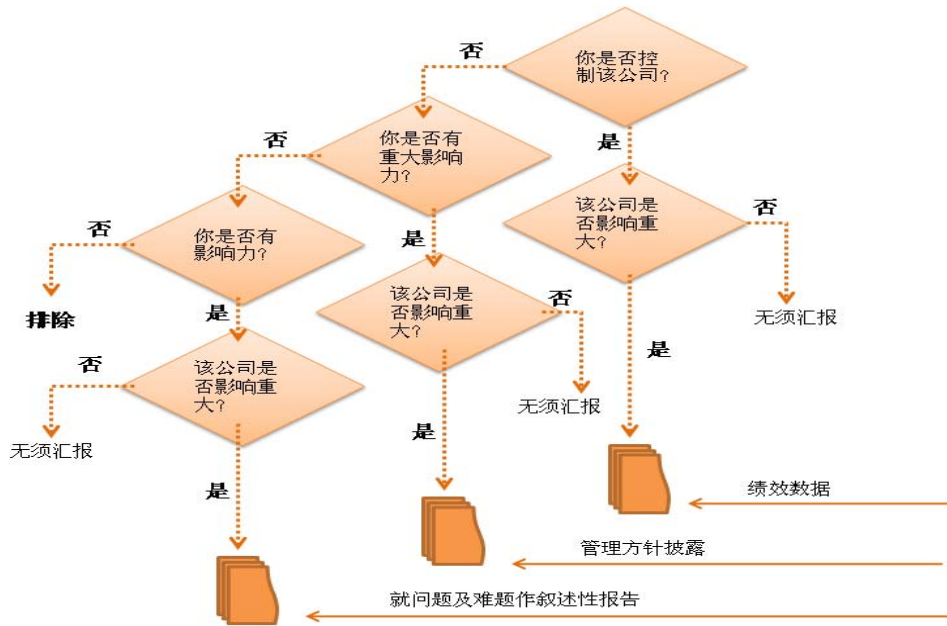 否
你是否控
制该公司?
否
你是否有
重大影响
力?
是
否
你是否有
影响力?
是
该公司是
否影响重
大?
否
排除
是
该公司是
否影响重
大?
否
无须汇报
是
否
该公司是
否影响重
大?
无须汇报
无须汇报
是
是
绩效数据
管理方针披露
就问题及难题作叙述性报告